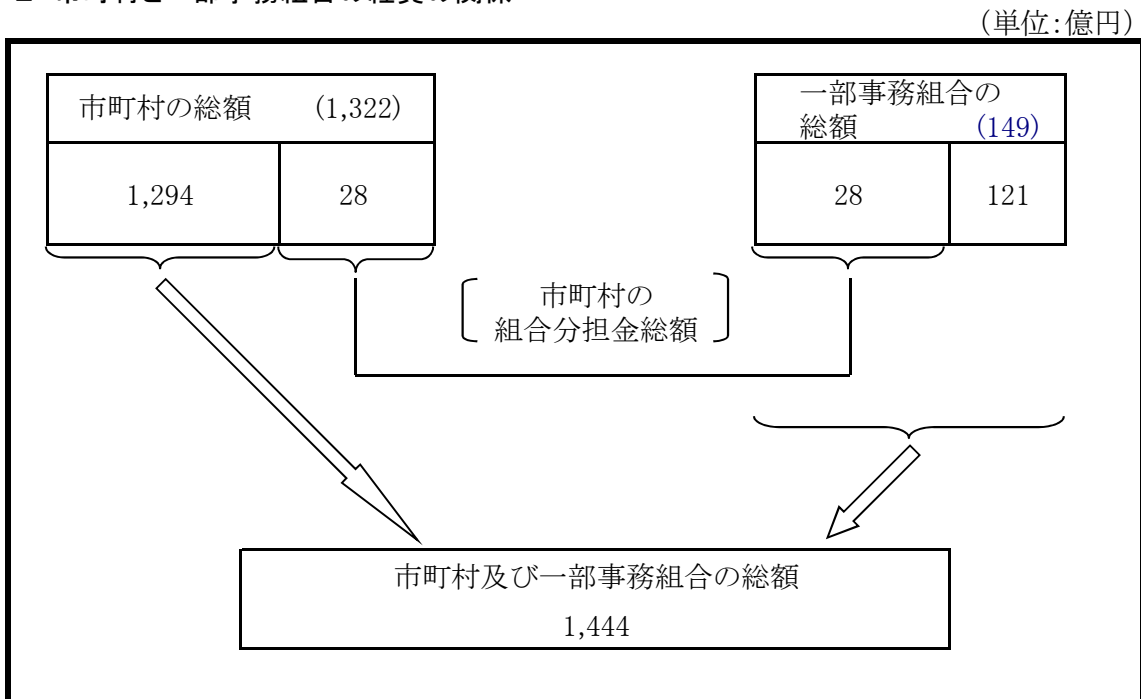 (単位:億円)
市町村の総額 (1,322)
一部事務組合の
総額 (149)
1,294 28
28 121
市町村の
組合分担金総額
市町村及び一部事務組合の総額
1,444